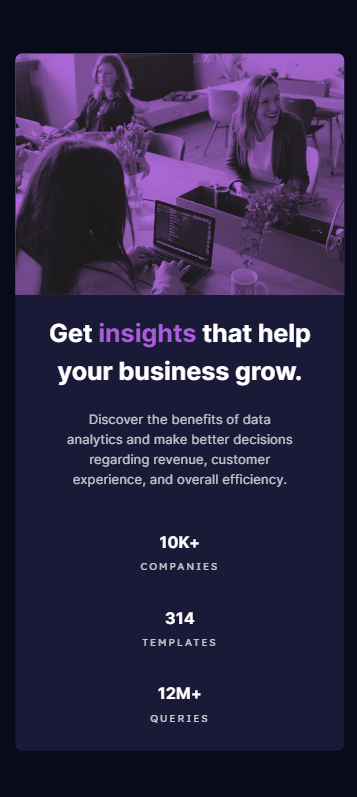 Get insights that help
your business grow.
Discover the benefits of data
analytics and make better decisions
regarding revenue, customer
experience, and overall efficiency.
10K+
COMPANIES
314
TEMPLATES
12M+
QUERIES